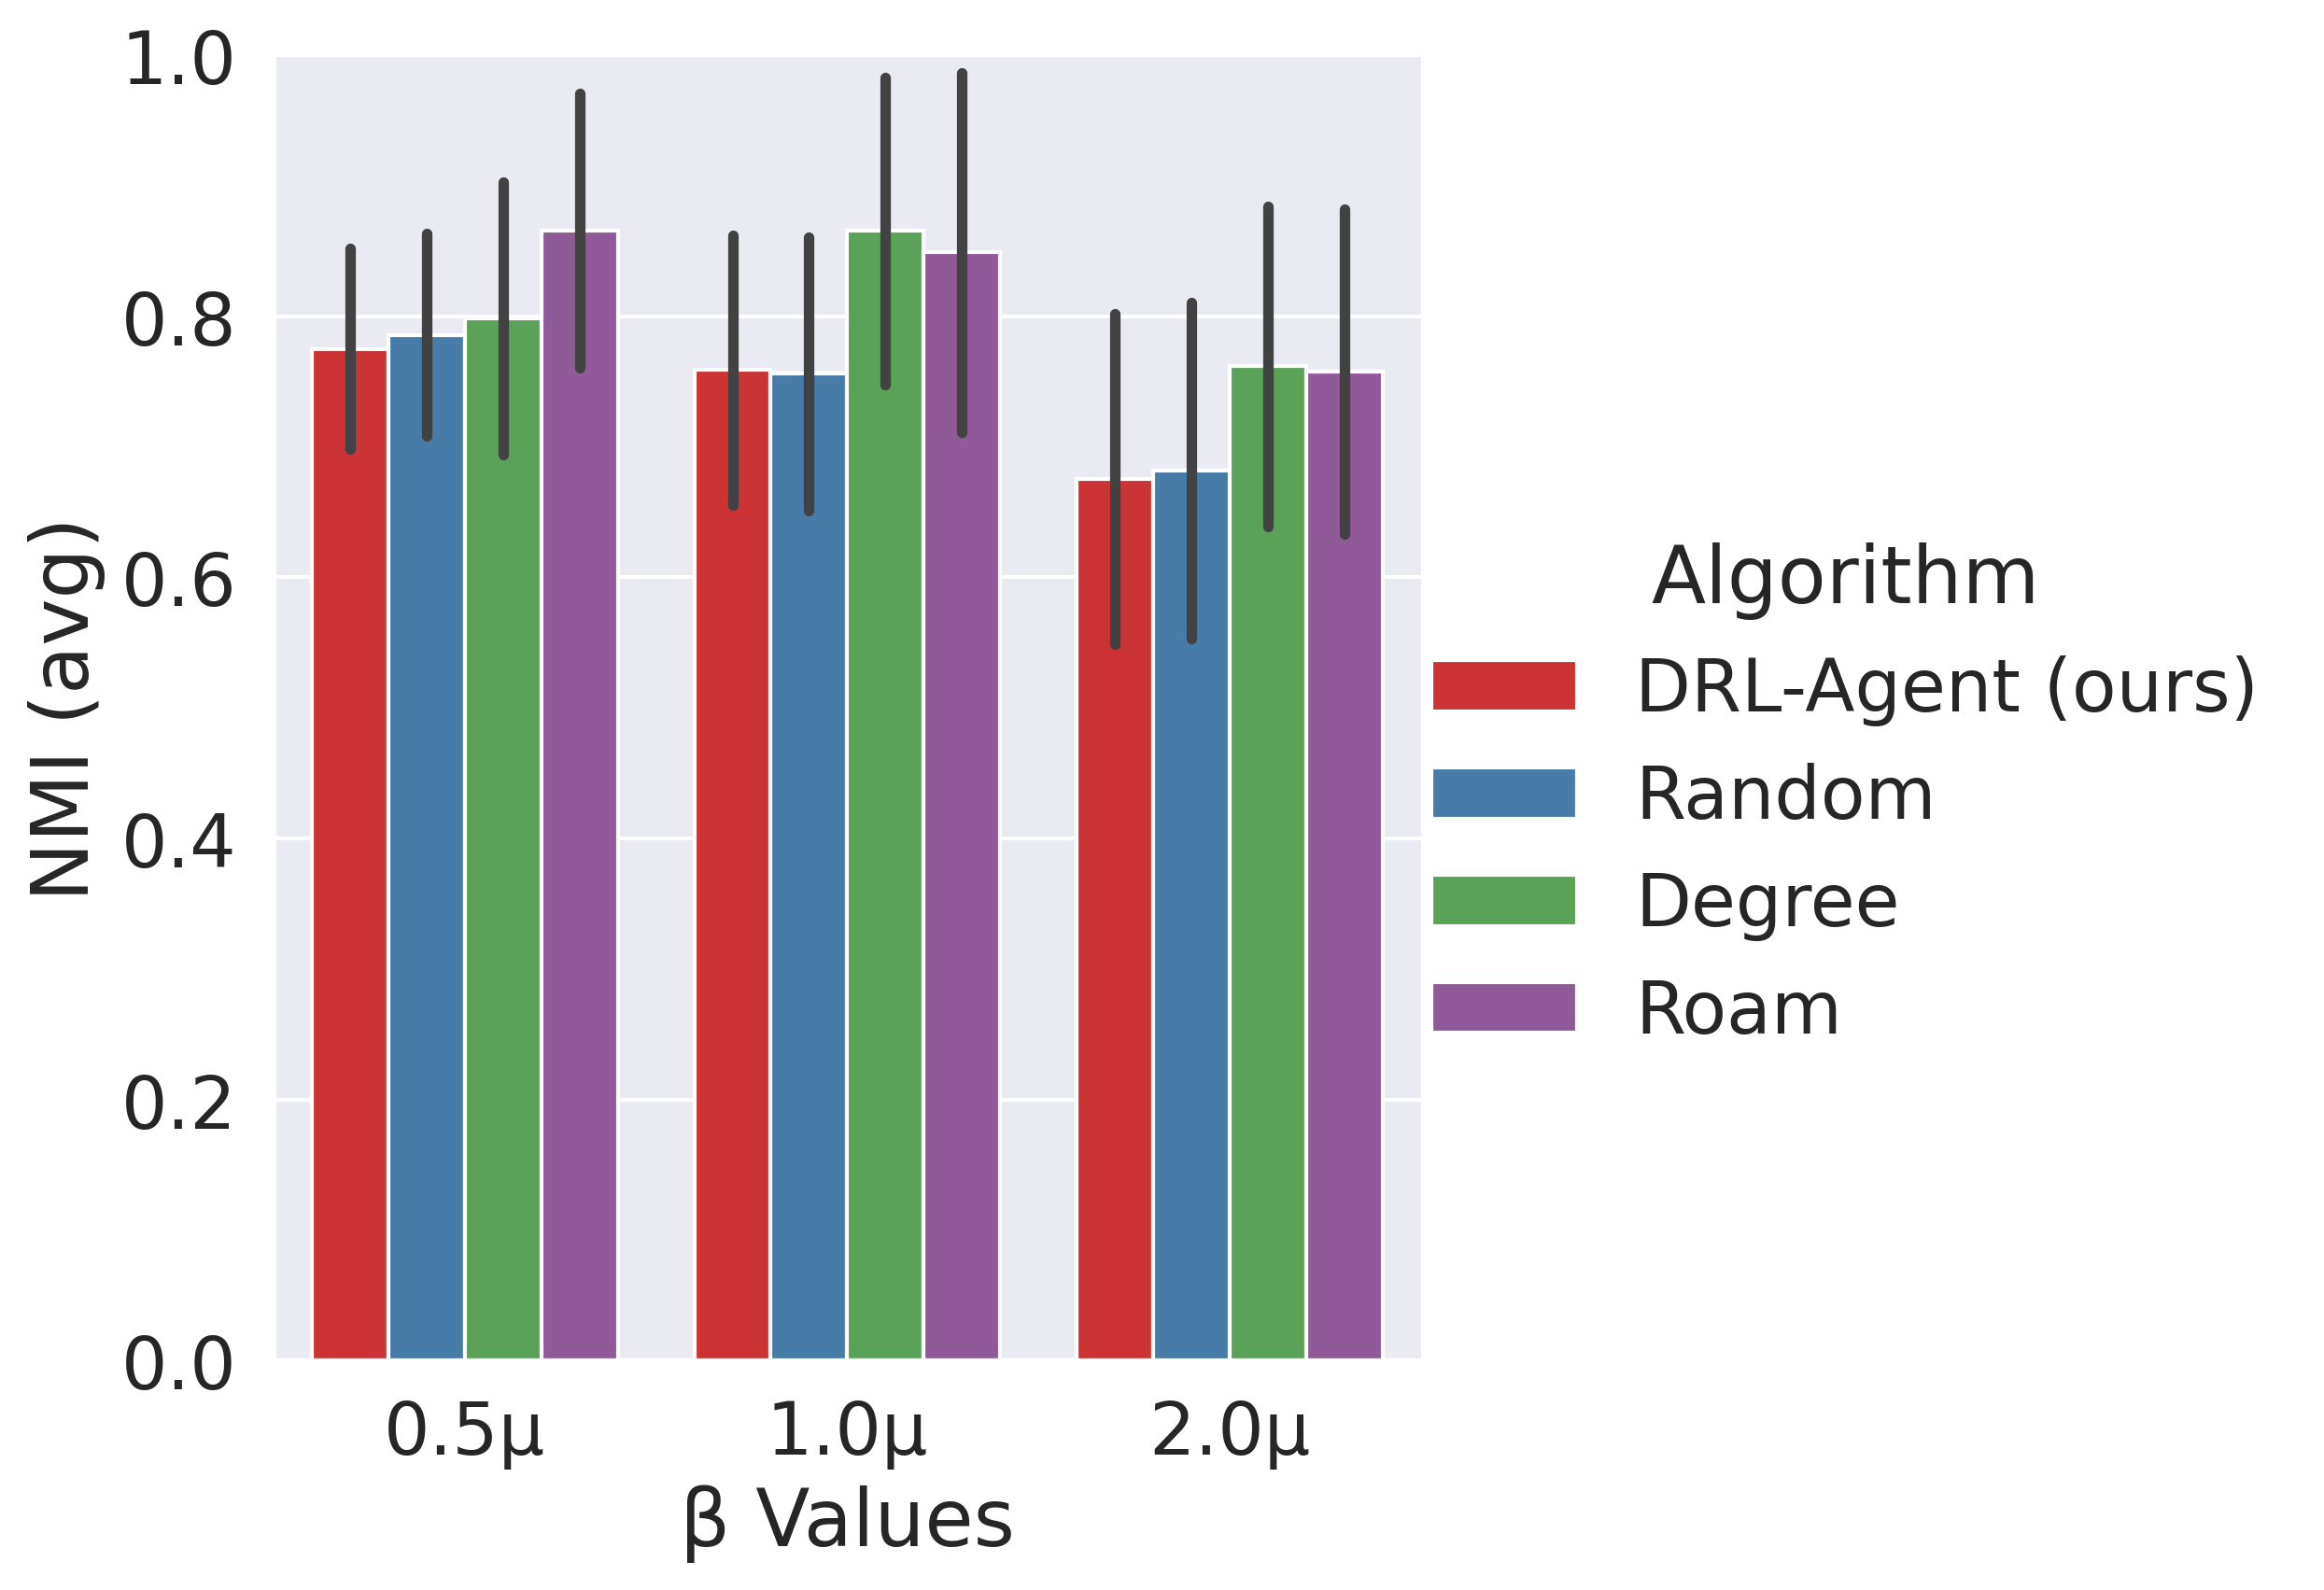 1.0
0.8
0.6
0.4
0.2
0.0
NMI (avg)
0.5μ 1.0μ 2.0μ
β Values
Algorithm
DRL-Agent (ours)
Random
Degree
Roam